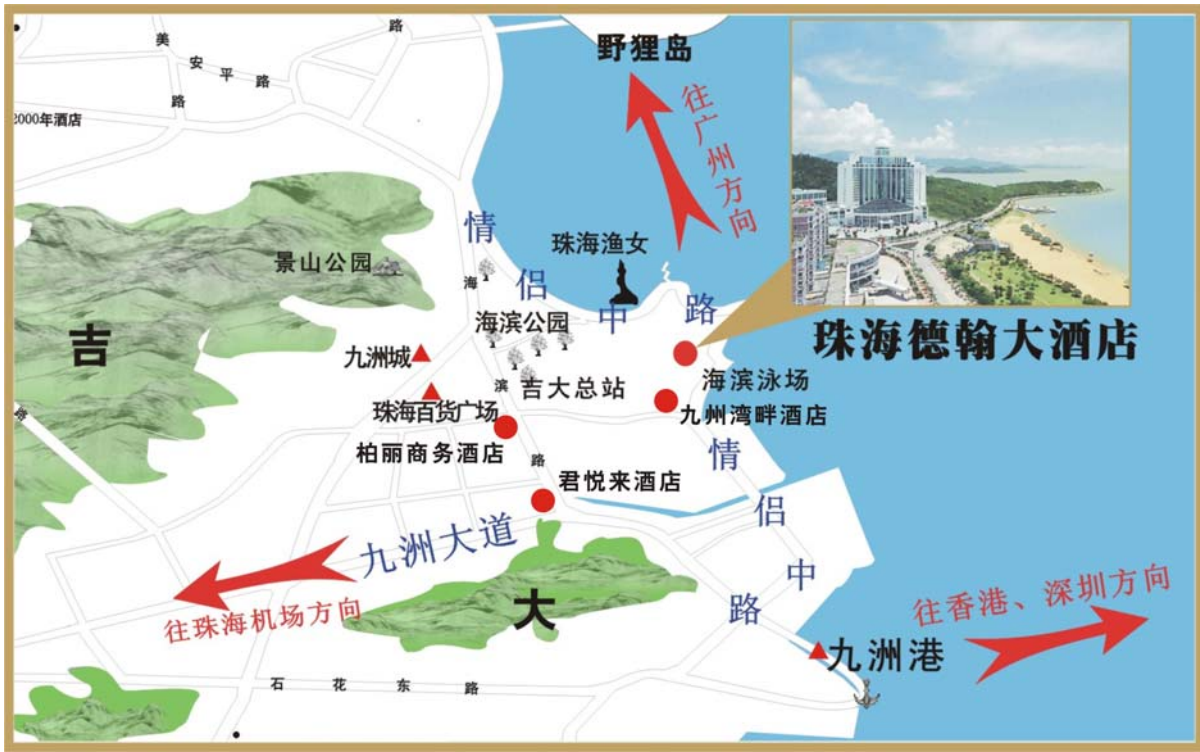 路
美
安
平
路
路
2000年酒店
野狸岛
往广州方向
情侣中路
珠海渔女
景山公园
海滨公园
海滨路
珠海德翰大酒店
吉
九洲城
吉大总站
海滨泳场
珠海百货广场
九州湾畔酒店
柏丽商务酒店
路
君悦来酒店
情侣中路
九洲大道
往珠海机场方向
大
往香港、深圳方向
九洲港
石花东路